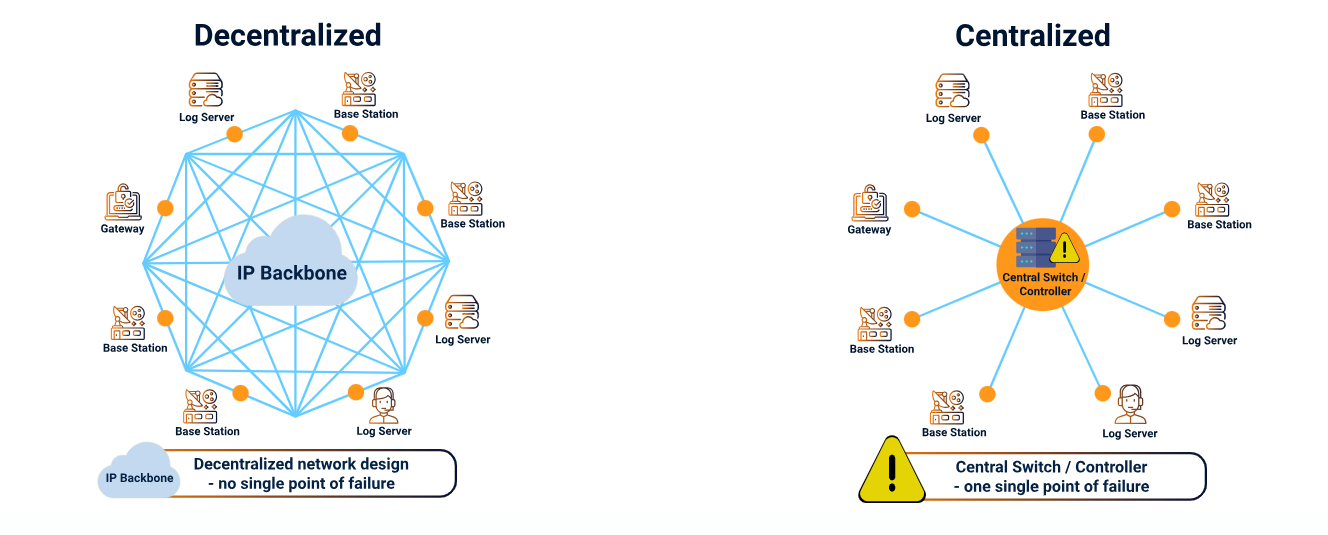 Decentralized
Log Server
Base Station
Gateway
Base Station
IP Backbone
Base Station
Log Server
Base Station
Log Server
IP Backbone
Decentralized network design
- no single point of failure
Centralized
Log Server
Base Station
Gateway
Base Station
Central Switch /
Controller
Base Station
Log Server
Base Station
Log Server
Central Switch / Controller
- one single point of failure